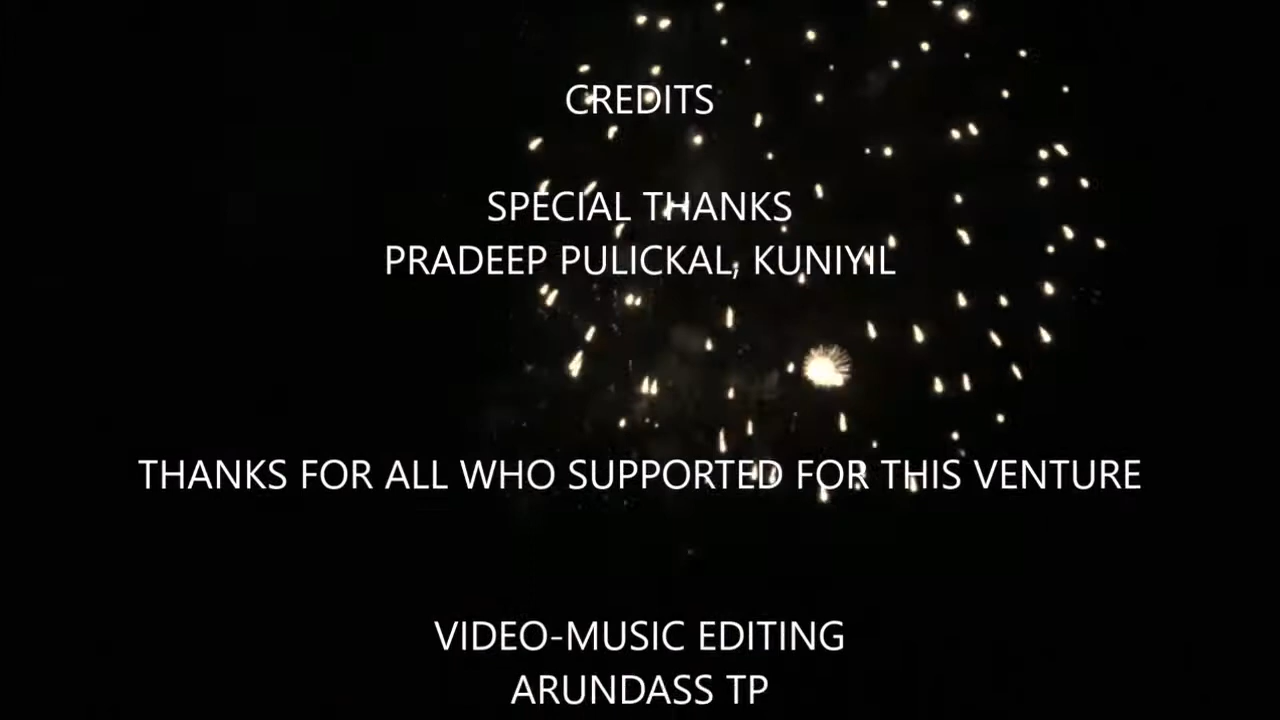 CREDITS
SPECIAL THANKS
PRADEEP PULICKAL, KUNIYIL
THANKS FOR ALL WHO SUPPORTED FOR THIS VENTURE
VIDEO-MUSIC EDITING
ARUNDASS TP